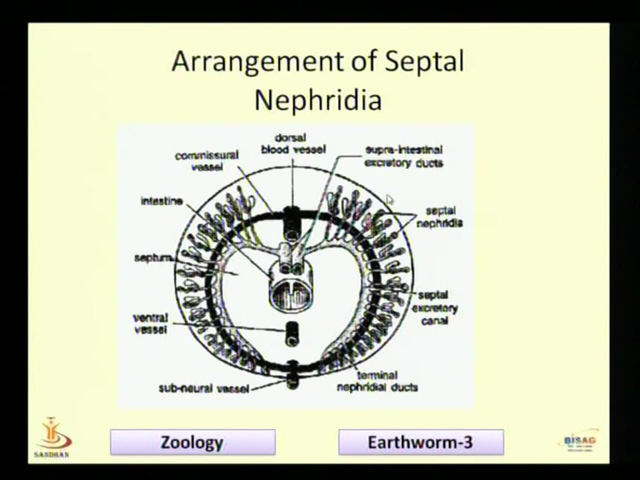 Arrangement of Septal
Nephridia
dorsal
blood vessel
commissural
vessel
supra-intestinal
excretory ducts
intestine
septal
nephridia
septum
septal
excretory
canal
ventral
vessel
terminal
nephridial ducts
sub-neural vessel
Zoology
Earthworm-3
SANDHAN
BISAG